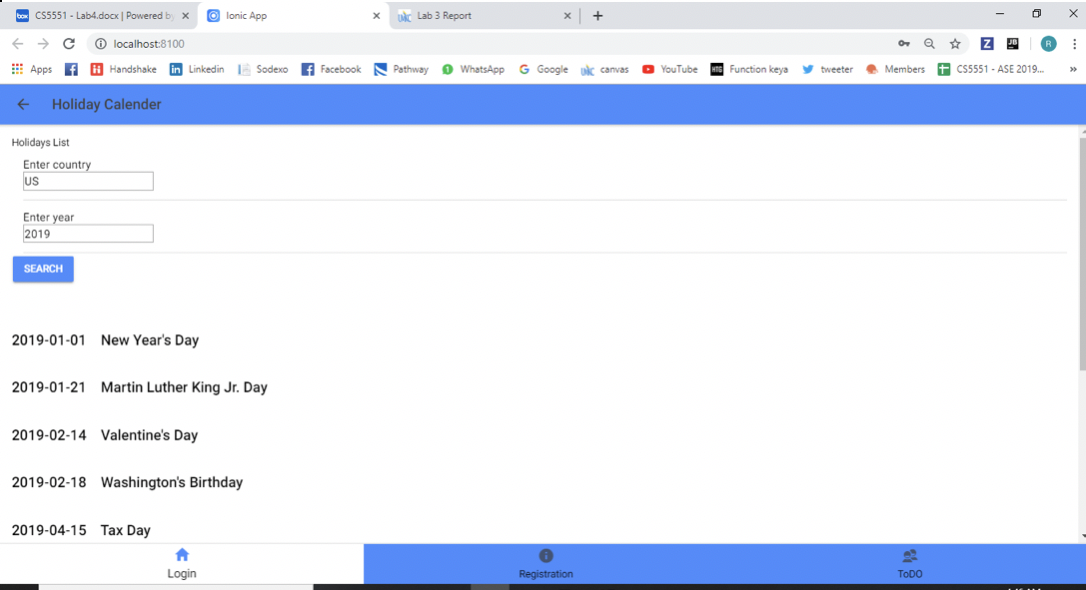 CS5551 - Lab4.docx | Powered by
Ionic App
Lab 3 Report
localhost:8100
Apps Handshake Linkedin Sodexo Facebook Pathway WhatsApp Google canvas YouTube Function keya tweeter Members CS5551 - ASE 2019... »
Holiday Calender
Holidays List
Enter country
US
Enter year
2019
SEARCH
2019-01-01 New Year's Day
2019-01-21 Martin Luther King Jr. Day
2019-02-14 Valentine's Day
2019-02-18 Washington's Birthday
2019-04-15 Tax Day
Login Registration ToDO